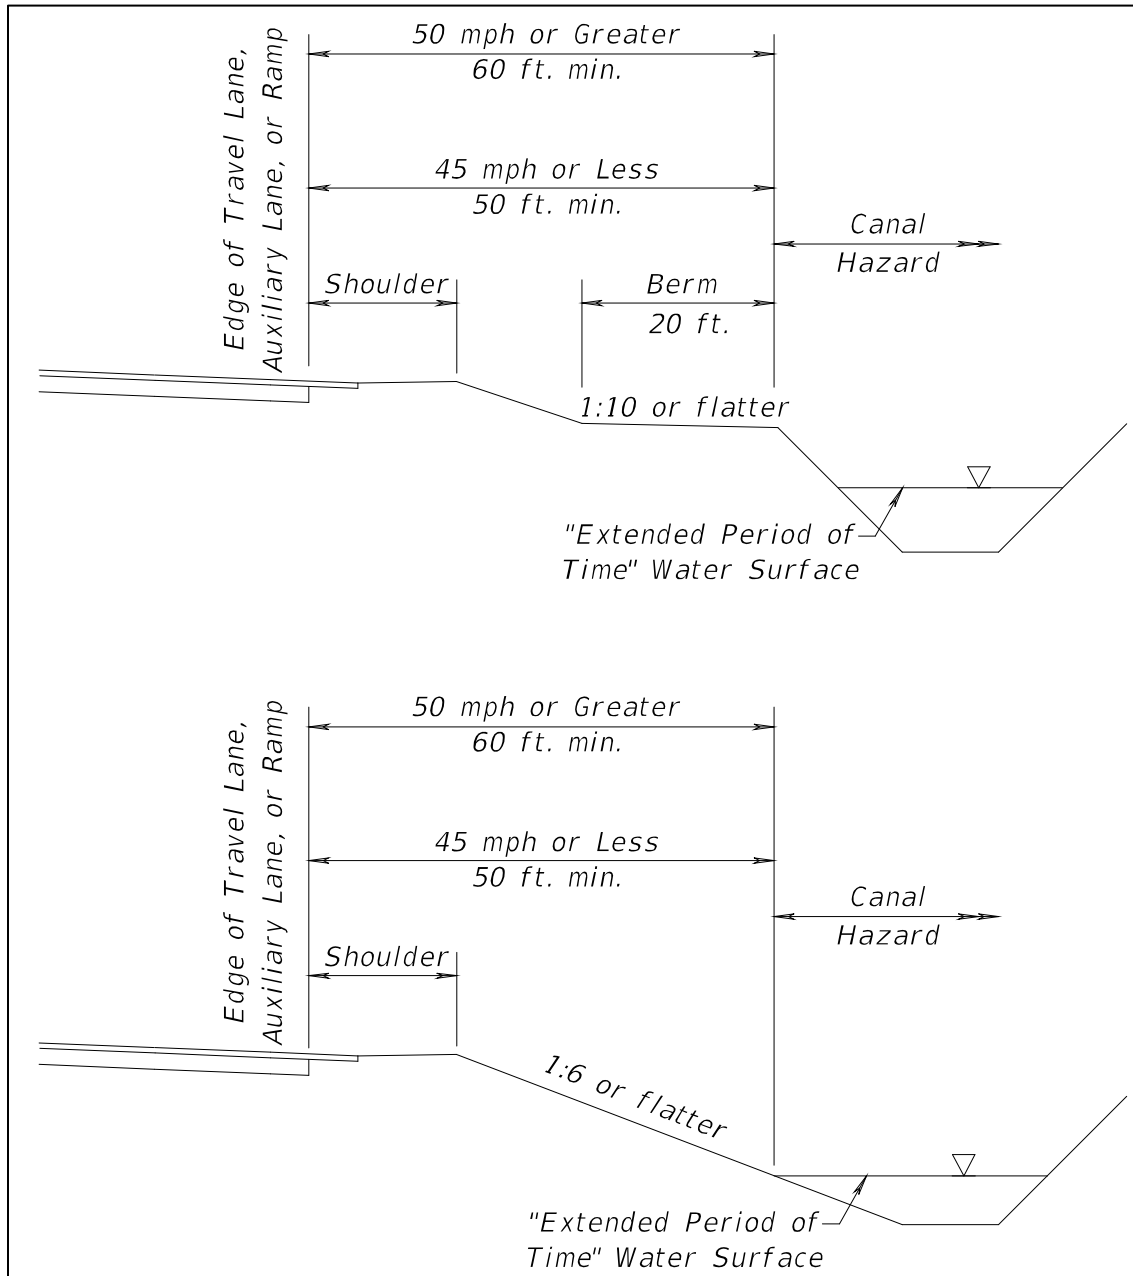 50 mph or Greater
60 ft. min.
Edge of Travel Lane,
Auxiliary Lane, or Ramp
45 mph or Less
50 ft. min.
Canal
Hazard
Shoulder
Berm
20 ft.
1:10 or flatter
"Extended Period of
Time" Water Surface
50 mph or Greater
60 ft. min.
Edge of Travel Lane,
Auxiliary Lane, or Ramp
45 mph or Less
50 ft. min.
Canal
Hazard
Shoulder
1:6 or flatter
"Extended Period of
Time" Water Surface